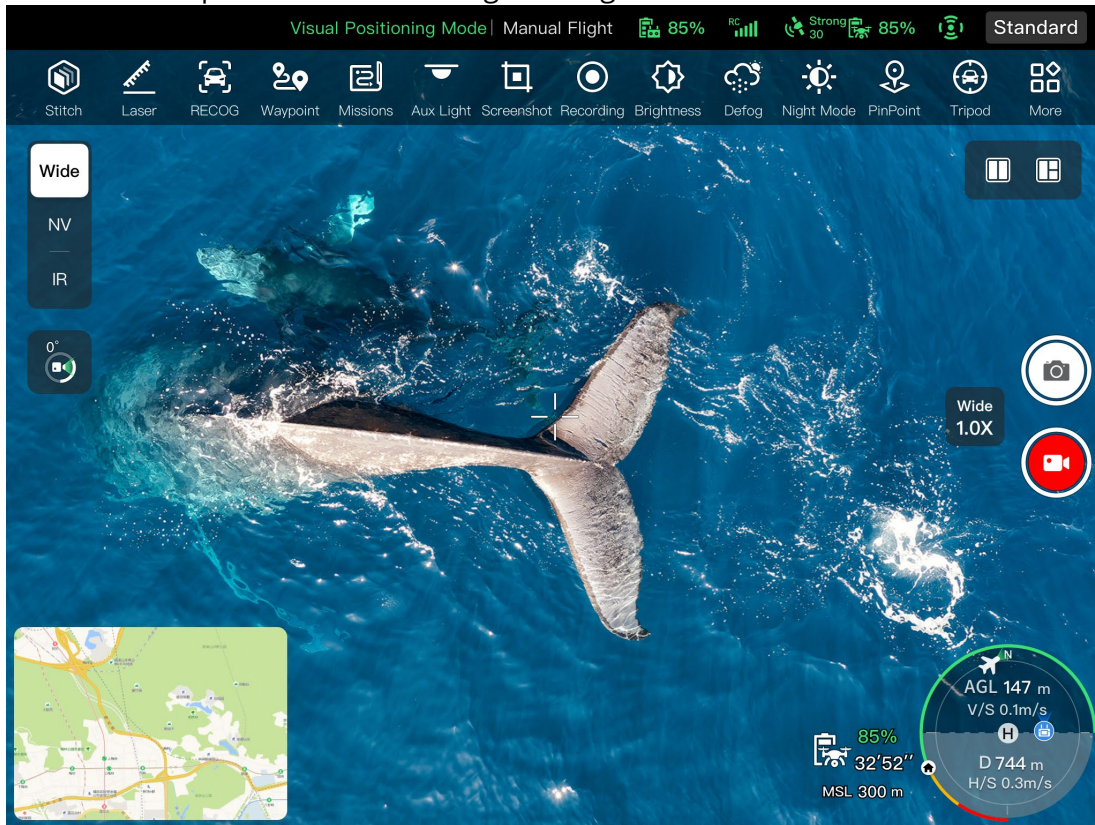 Visual Positioning Mode | Manual Flight 85% RC Strong 30 85% Standard
Stitch Laser RECOG Waypoint Missions Aux Light Screenshot Recording Brightness Defog Night Mode PinPoint Tripod More
Wide
NV
IR
0°
Wide
1.0X
N
AGL 147 m
V/S 0.1m/s
H
D 744 m
H/S 0.3m/s
85%
32'52''
MSL 300 m